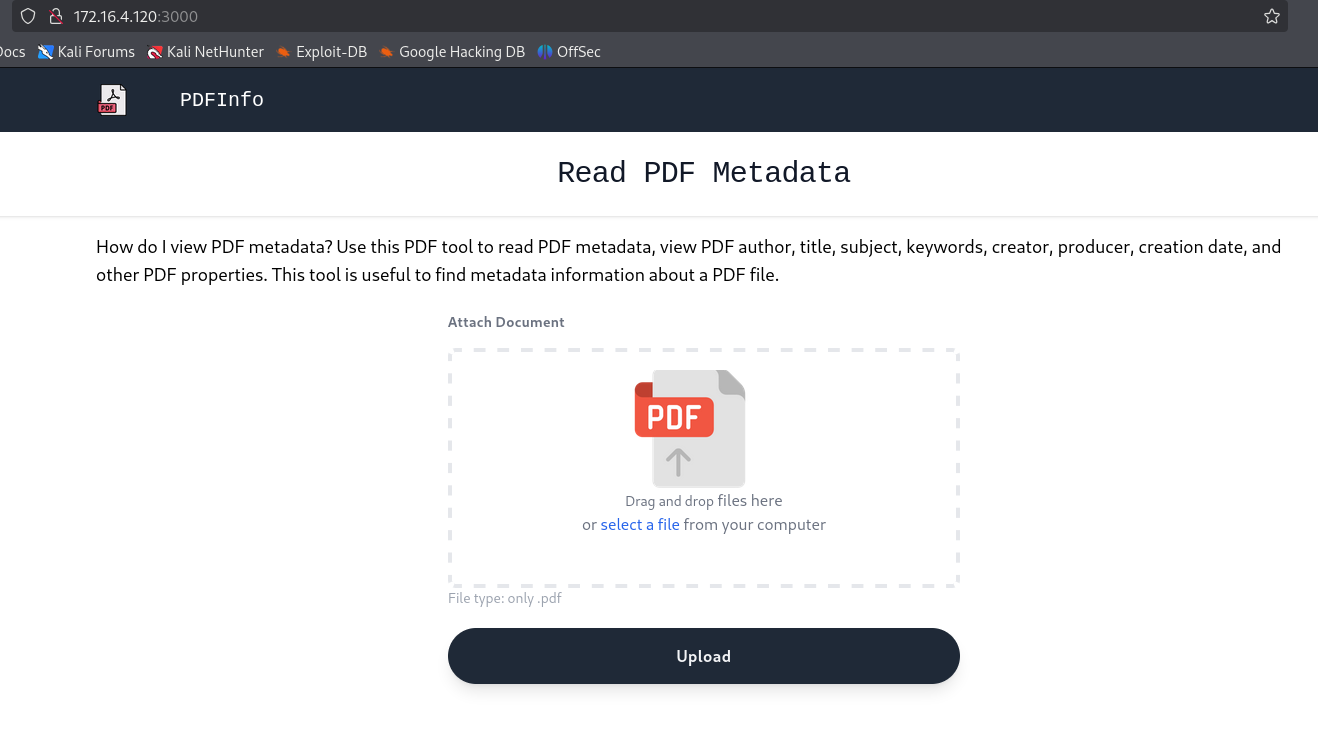 172.16.4.120:3000
Docs Kali Forums Kali NetHunter Exploit-DB Google Hacking DB OffSec
PDF PDFInfo
Read PDF Metadata
How do I view PDF metadata? Use this PDF tool to read PDF metadata, view PDF author, title, subject, keywords, creator, producer, creation date, and
other PDF properties. This tool is useful to find metadata information about a PDF file.
Attach Document
PDF
Drag and drop files here
or select a file from your computer
File type: only .pdf
Upload